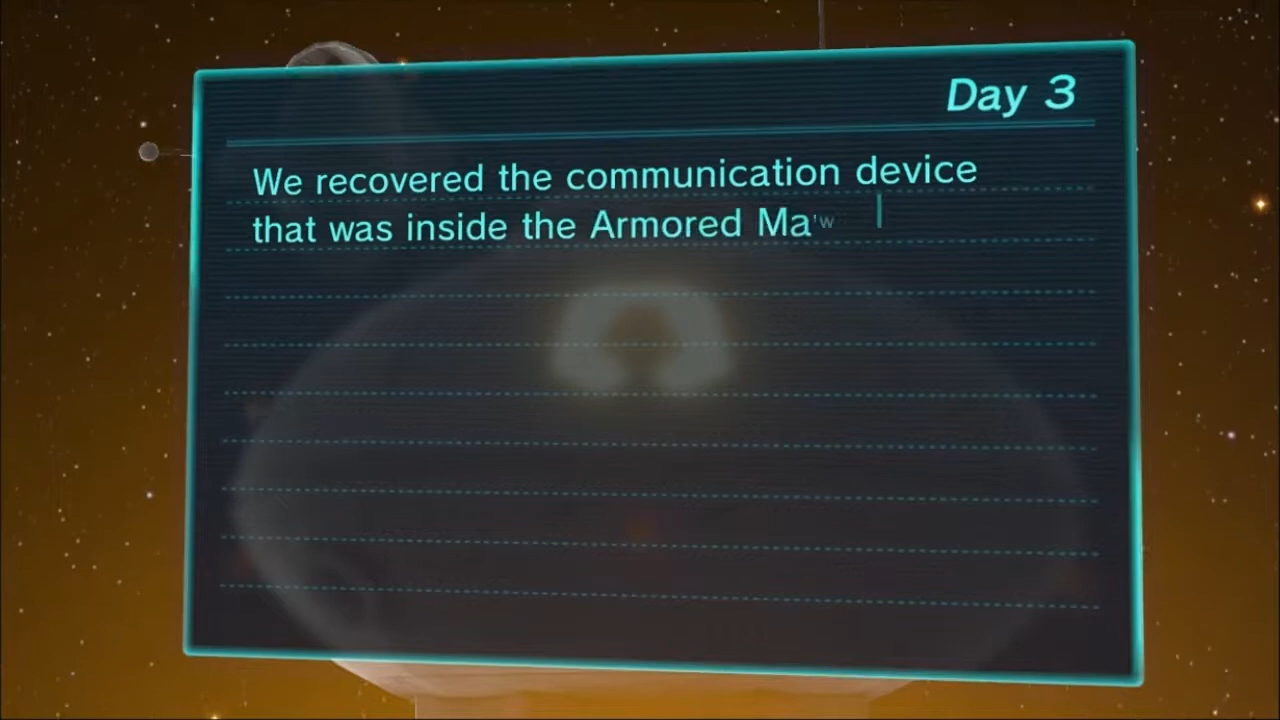 Day 3
We recovered the communication device
that was inside the Armored Ma'w